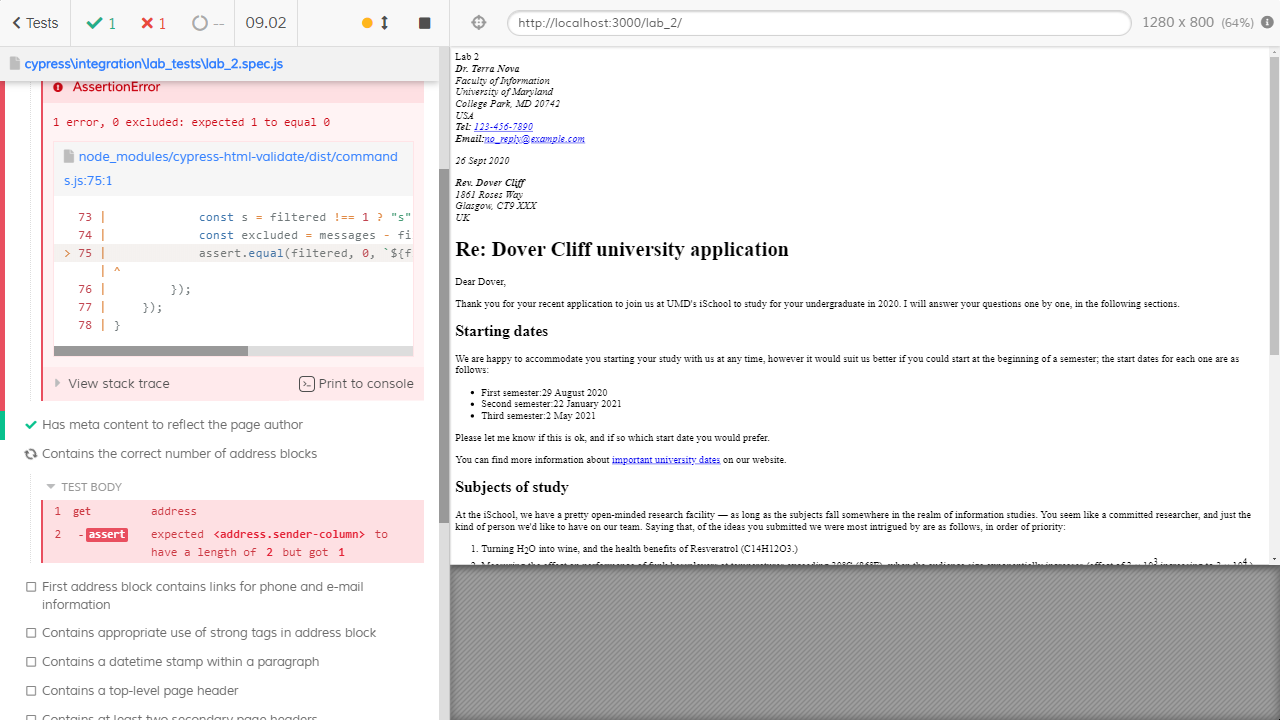 Tests
1
1
--
09.02
http://localhost:3000/lab_2/
1280 x 800 (64%)
cypress\integration\lab_tests\lab_2.spec.js
AssertionError
1 error, 0 excluded: expected 1 to equal 0
node_modules/cypress-html-validate/dist/command
s.js:75:1
73 | const s = filtered !== 1 ? "s"
74 | const excluded = messages - fi
> 75 | assert.equal(filtered, 0, `${f
| ^
76 | });
77 | });
78 | }
View stack trace
Print to console
Has meta content to reflect the page author
Contains the correct number of address blocks
TEST BODY
1 get address
2 -assert expected <address.sender-column> to
have a length of 2 but got 1
First address block contains links for phone and e-mail
information
Contains appropriate use of strong tags in address block
Contains a datetime stamp within a paragraph
Contains a top-level page header
Contains at least two secondary page headers
Lab 2
Dr. Terra Nova
Faculty of Information
University of Maryland
College Park, MD 20742
USA
Tel: 123-456-7890
Email:no_reply@example.com
26 Sept 2020
Rev. Dover Cliff
1861 Roses Way
Glasgow, CT9 XXX
UK
Re: Dover Cliff university application
Dear Dover,
Thank you for your recent application to join us at UMD's iSchool to study for your undergraduate in 2020. I will answer your questions one by one, in the following sections.
Starting dates
We are happy to accommodate you starting your study with us at any time, however it would suit us better if you could start at the beginning of a semester; the start dates for each one are as
follows:
First semester:29 August 2020
Second semester:22 January 2021
Third semester:2 May 2021
Please let me know if this is ok, and if so which start date you would prefer.
You can find more information about important university dates on our website.
Subjects of study
At the iSchool, we have a pretty open-minded research facility — as long as the subjects fall somewhere in the realm of information studies. You seem like a committed researcher, and just the
kind of person we'd like to have on our team. Saying that, of the ideas you submitted we were most intrigued by are as follows, in order of priority:
1. Turning H2O into wine, and the health benefits of Resveratrol (C14H12O3.)